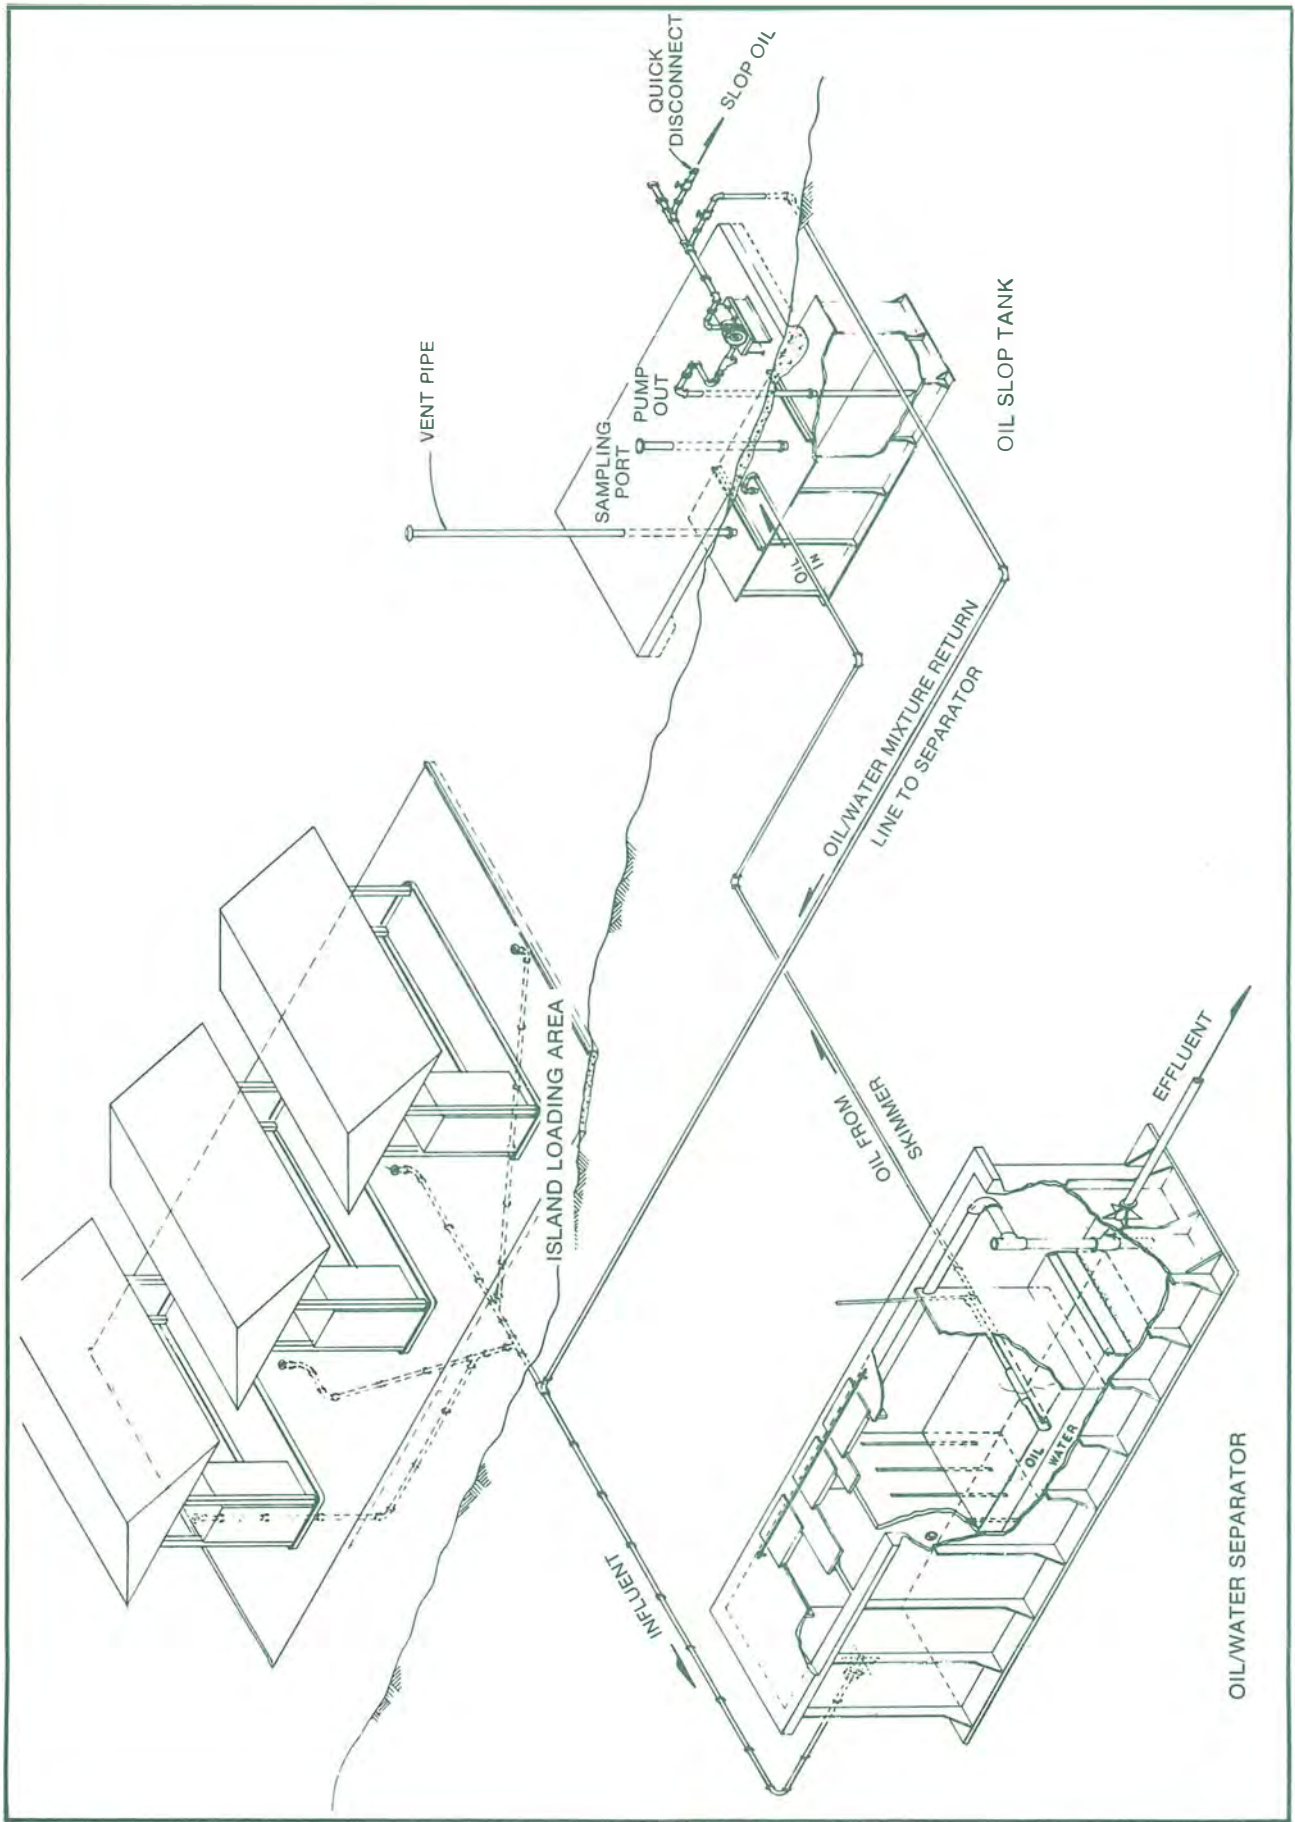 QUICK
DISCONNECT
SLOP OIL
VENT PIPE
SAMPLING
PORT
PUMP
OUT
OIL
IN
OIL SLOP TANK
ISLAND LOADING AREA
OIL/WATER MIXTURE RETURN
LINE TO SEPARATOR
OIL FROM
SKIMMER
INFLUENT
EFFLUENT
OIL
WATER
OIL/WATER SEPARATOR